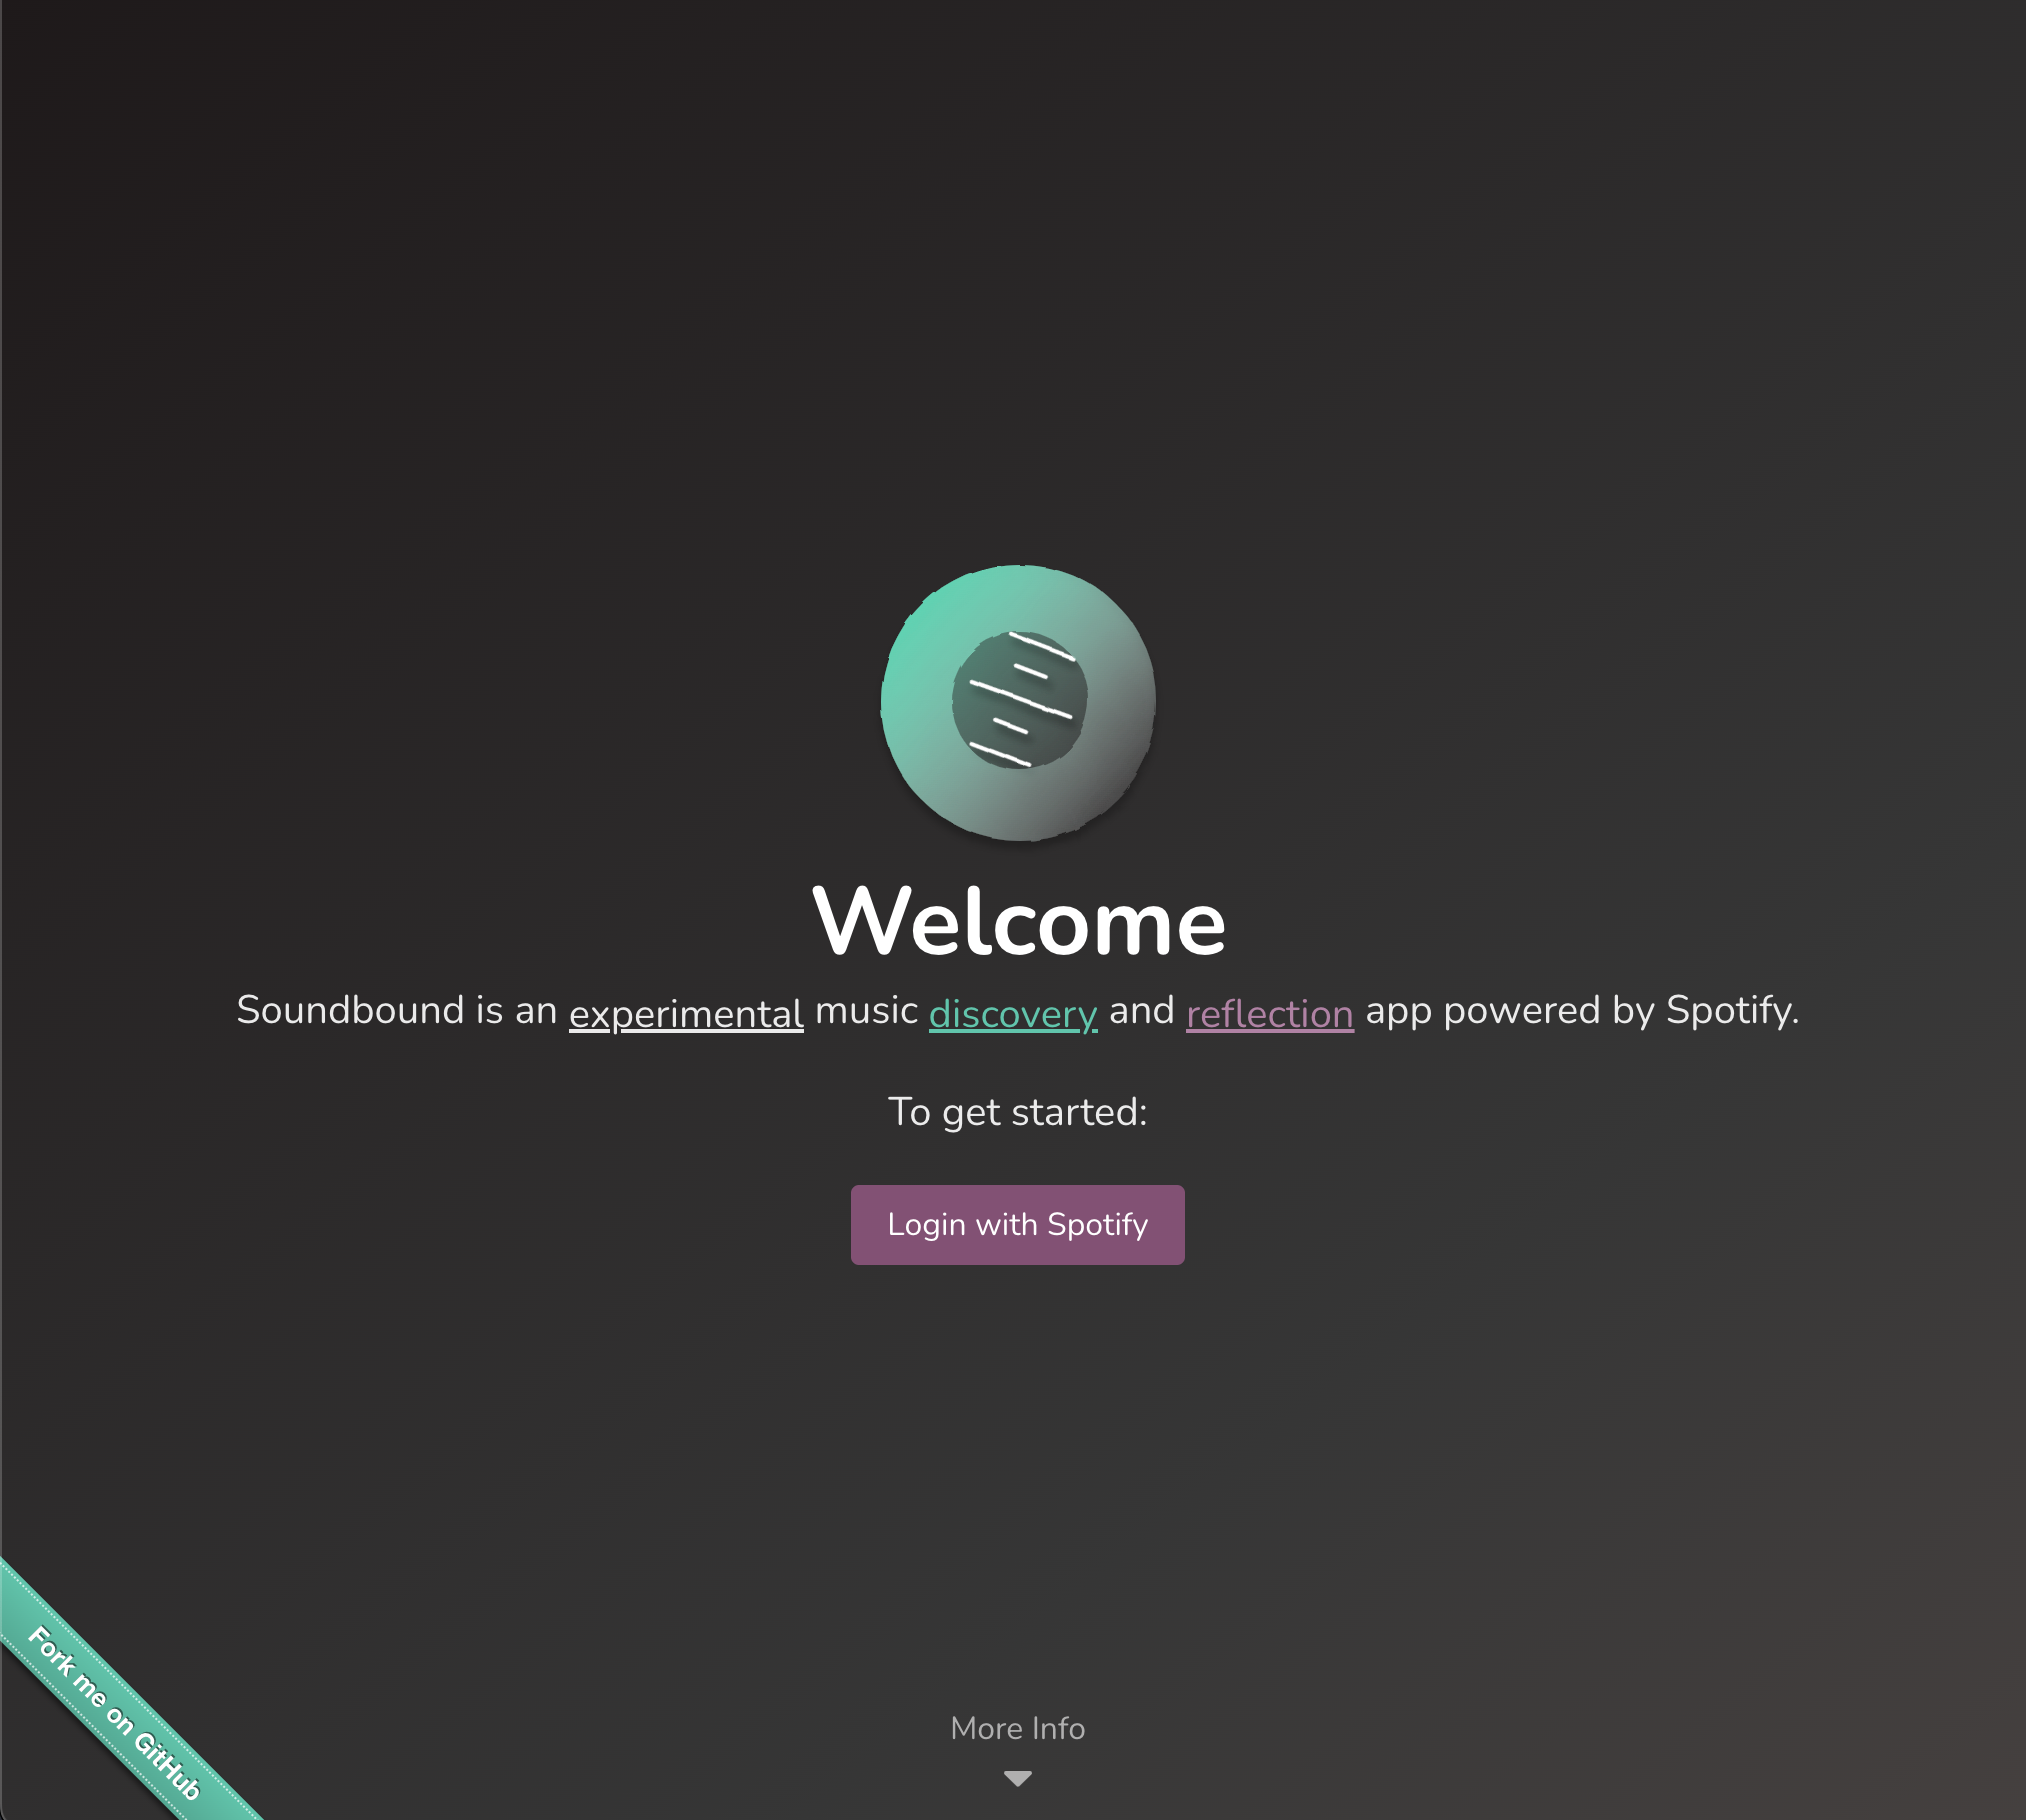 Welcome
Soundbound is an experimental music discovery and reflection app powered by Spotify.
To get started:
Login with Spotify
Fork me on GitHub
More Info